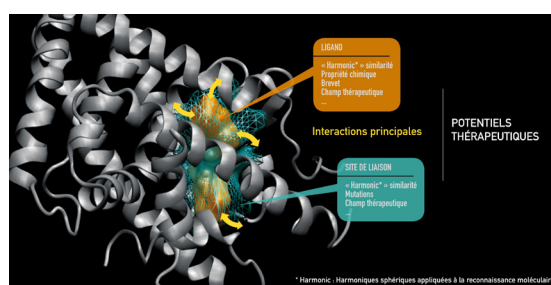 LIGAND
« Harmonic* » = similarité
Propriété chimique
Brevet
Champ thérapeutique
...
Interactions principales
POTENTIELS
THÉRAPEUTIQUES
SITE DE LIAISON
« Harmonic* » = similarité
Mutations
Champ thérapeutique
...
* Harmonic : Harmoniques sphériques appliquées à la reconnaissance moléculair